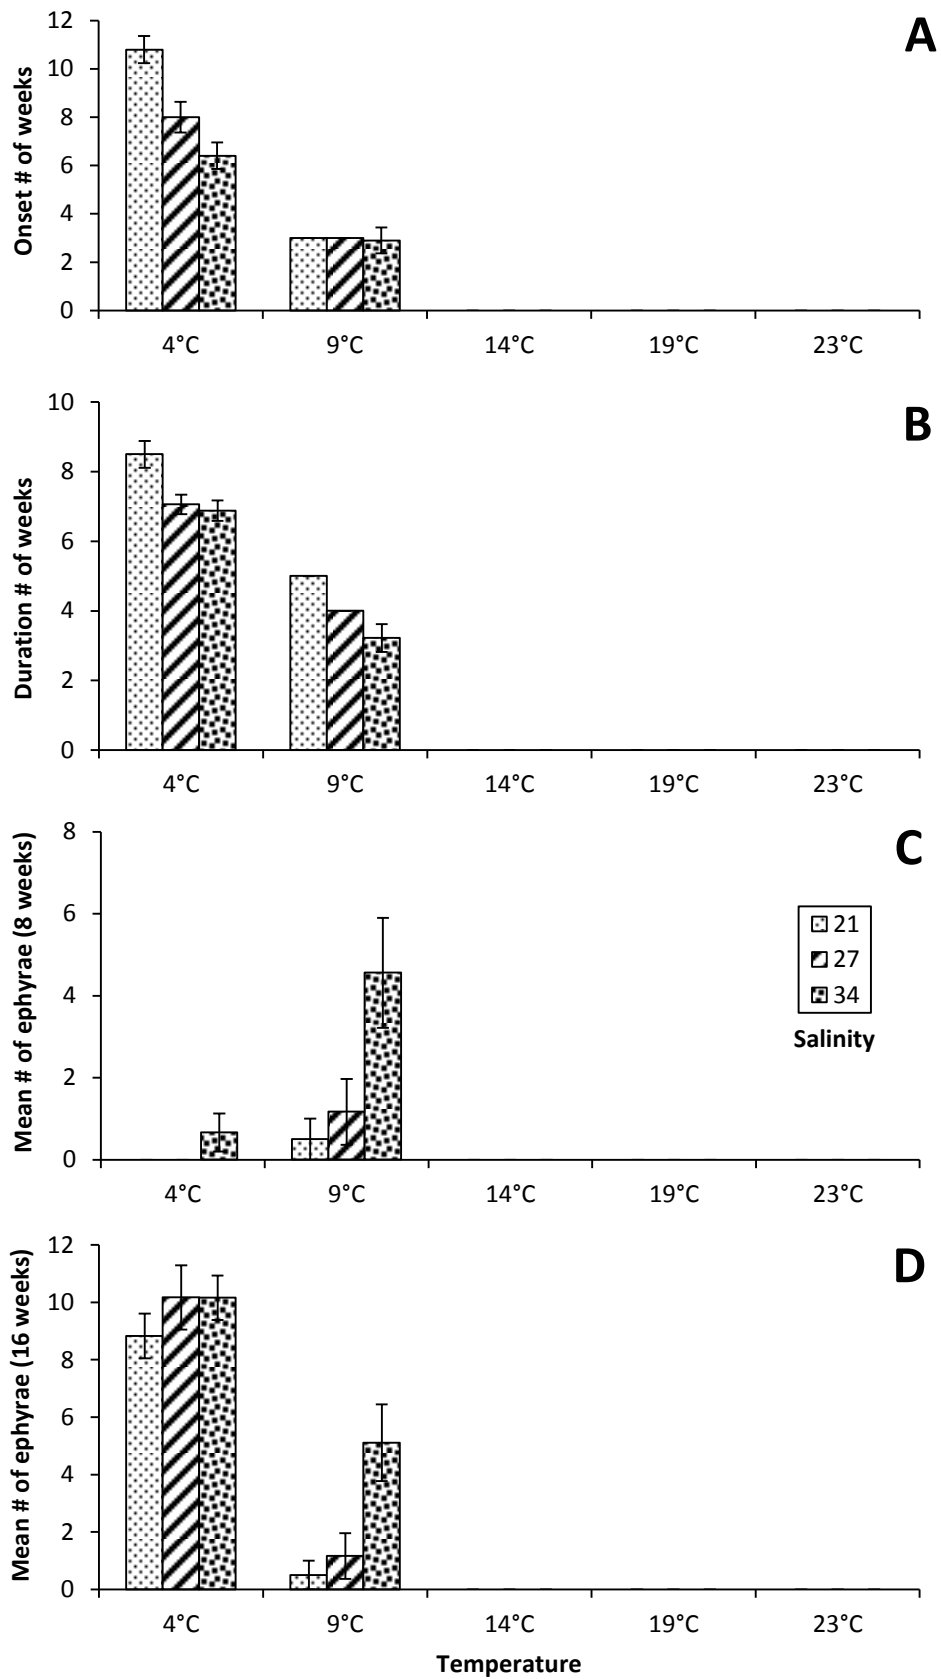 A
Onset # of weeks
12
10
8
6
4
2
0
4°C 9°C 14°C 19°C 23°C
B
Duration # of weeks
10
8
6
4
2
0
4°C 9°C 14°C 19°C 23°C
C
Mean # of ephyrae (8 weeks)
8
6
4
2
0
21
27
34
Salinity
4°C 9°C 14°C 19°C 23°C
D
Mean # of ephyrae (16 weeks)
12
10
8
6
4
2
0
4°C 9°C 14°C 19°C 23°C
Temperature